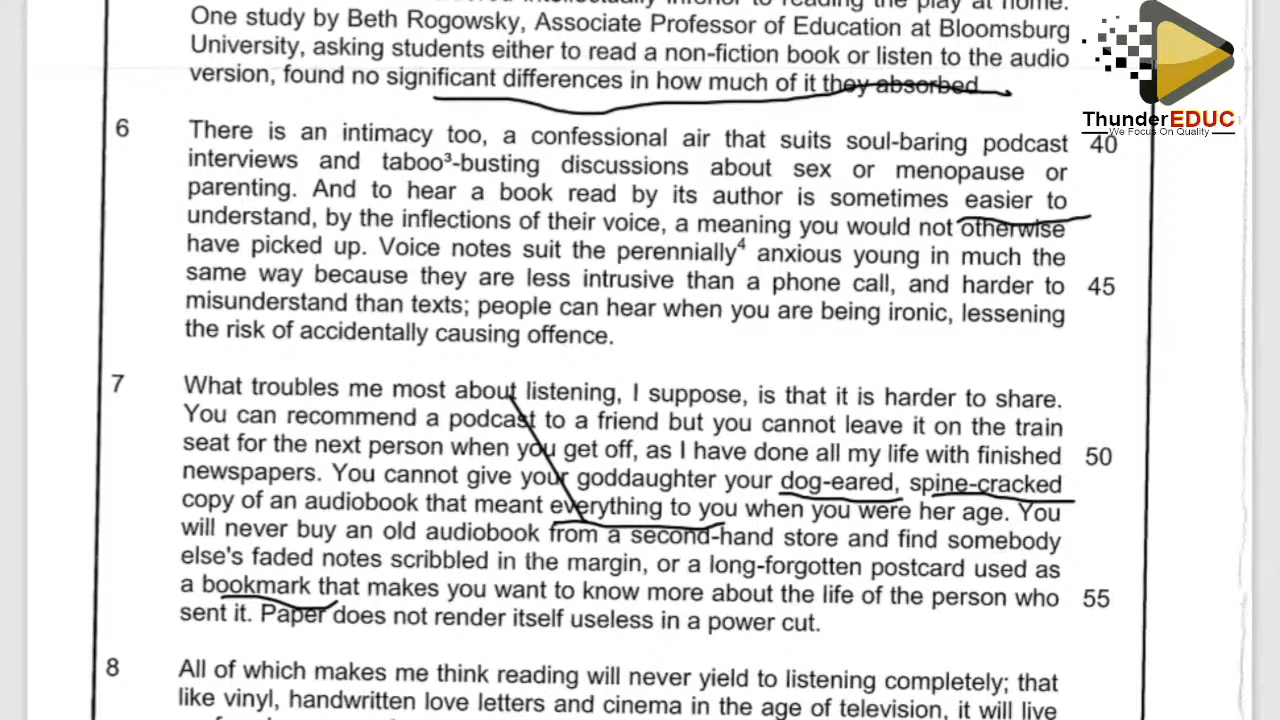 One study by Beth Rogowsky, Associate Professor of Education at Bloomsburg
University, asking students either to read a non-fiction book or listen to the audio
version, found no significant differences in how much of it they absorbed.
ThunderEDUC
We Focus On Quality
6 There is an intimacy too, a confessional air that suits soul-baring podcast 40
interviews and taboo³-busting discussions about sex or menopause or
parenting. And to hear a book read by its author is sometimes easier to
understand, by the inflections of their voice, a meaning you would not otherwise
have picked up. Voice notes suit the perennially⁴ anxious young in much the
same way because they are less intrusive than a phone call, and harder to 45
misunderstand than texts; people can hear when you are being ironic, lessening
the risk of accidentally causing offence.
7 What troubles me most about listening, I suppose, is that it is harder to share.
You can recommend a podcast to a friend but you cannot leave it on the train
seat for the next person when you get off, as I have done all my life with finished 50
newspapers. You cannot give your goddaughter your dog-eared, spine-cracked
copy of an audiobook that meant everything to you when you were her age. You
will never buy an old audiobook from a second-hand store and find somebody
else's faded notes scribbled in the margin, or a long-forgotten postcard used as
a bookmark that makes you want to know more about the life of the person who 55
sent it. Paper does not render itself useless in a power cut.
8 All of which makes me think reading will never yield to listening completely; that
like vinyl, handwritten love letters and cinema in the age of television, it will live